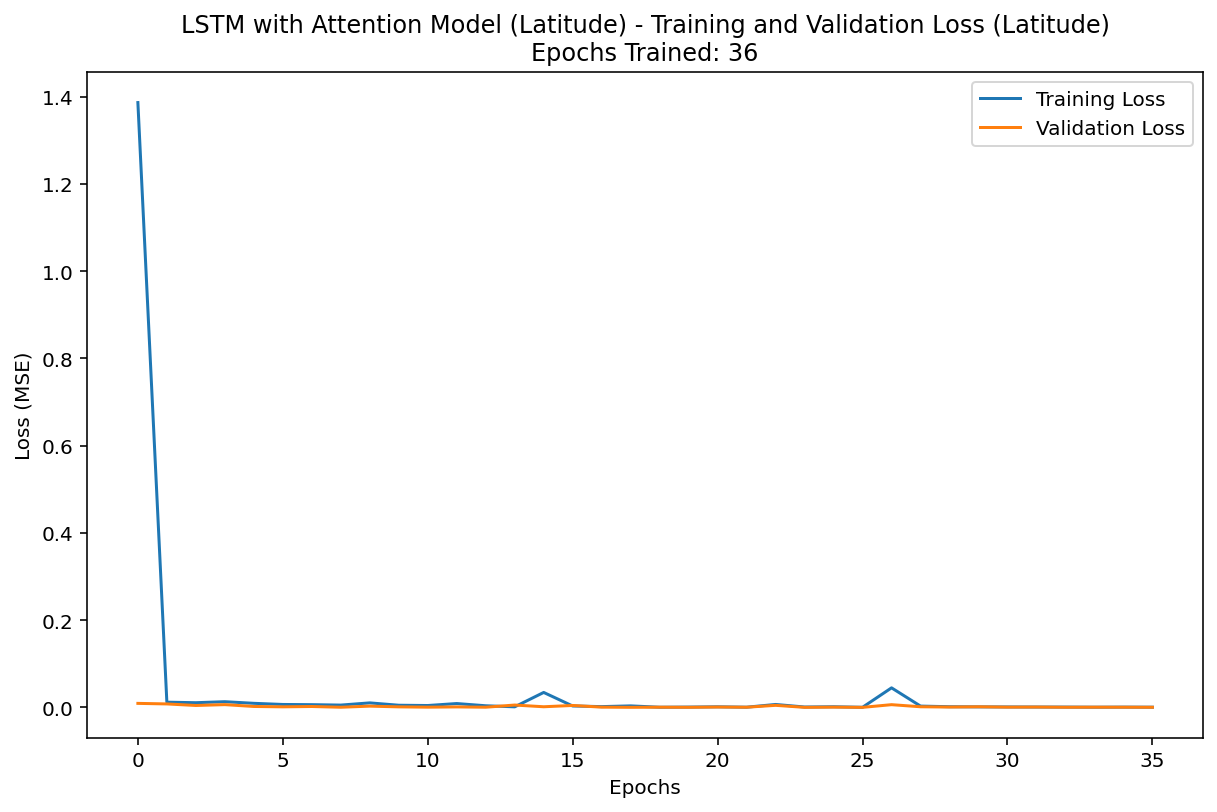 LSTM with Attention Model (Latitude) - Training and Validation Loss (Latitude)
Epochs Trained: 36
Training Loss
Validation Loss
Loss (MSE)
1.4
1.2
1.0
0.8
0.6
0.4
0.2
0.0
0 5 10 15 20 25 30 35
Epochs